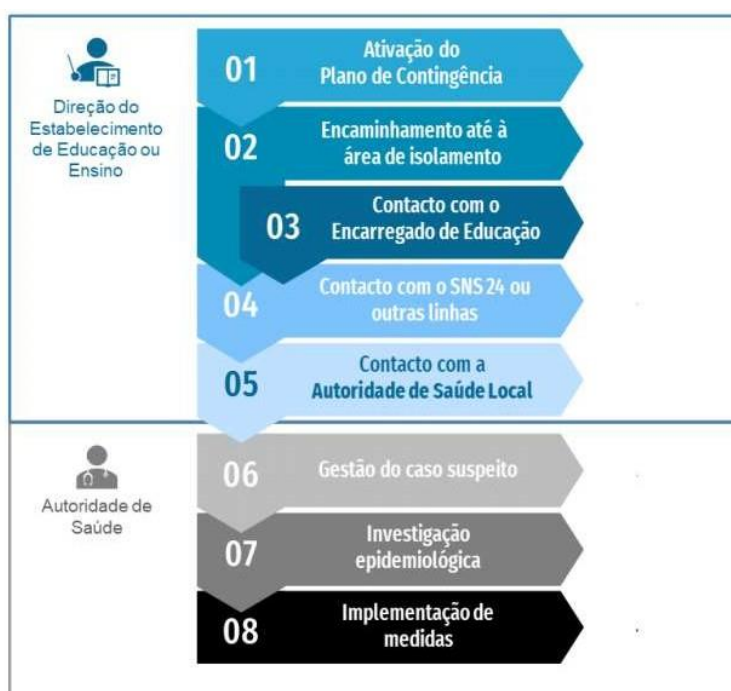 Direção do
Estabelecimento
de Educação ou
Ensino
01
Ativação do
Plano de Contingência
02
Encaminhamento até à
área de isolamento
03
Contacto com o
Encarregado de Educação
04
Contacto com o SNS 24 ou
outras linhas
05
Contacto com a
Autoridade de Saúde Local
Autoridade de
Saúde
06
Gestão do caso suspeito
07
Investigação
epidemiológica
08
Implementação de
medidas